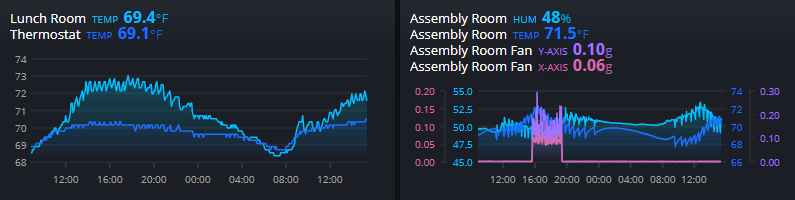 Lunch Room TEMP 69.4°F
Thermostat TEMP 69.1°F
74
73
72
71
70
69
68
12:00 16:00 20:00 00:00 04:00 08:00 12:00
Assembly Room HUM 48%
Assembly Room TEMP 71.5°F
Assembly Room Fan Y-AXIS 0.10g
Assembly Room Fan X-AXIS 0.06g
0.20 55.0 74 0.30
0.15 52.5 72 0.20
0.10 50.0 70
0.05 47.5 68 0.10
0.00 45.0 66 0.00
12:00 16:00 20:00 00:00 04:00 08:00 12:00